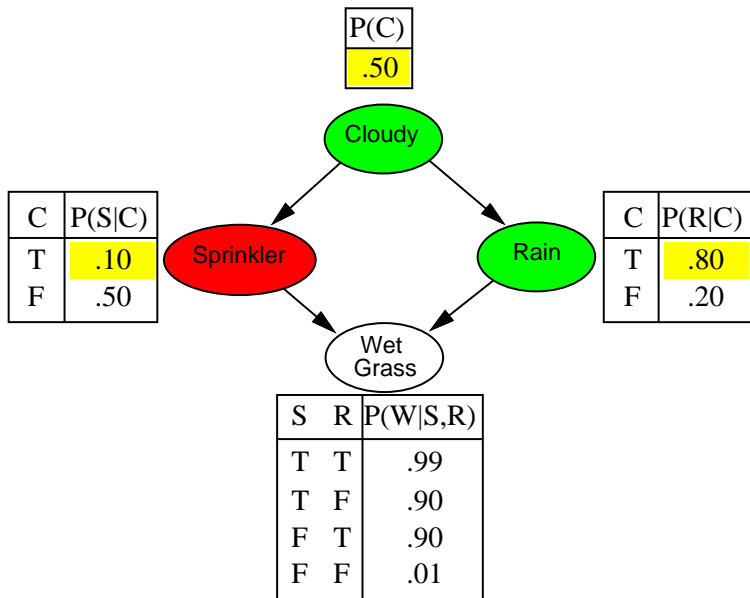 P(C)
.50
Cloudy
C P(S|C)
T .10
F .50
Sprinkler
Rain
C P(R|C)
T .80
F .20
Wet
Grass
S R P(W|S,R)
T T .99
T F .90
F T .90
F F .01